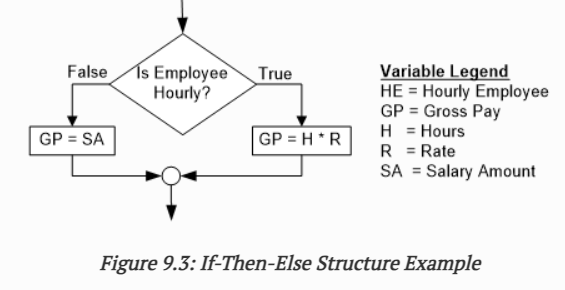 False
Is Employee
Hourly?
True
GP = SA
GP = H * R
Variable Legend
HE = Hourly Employee
GP = Gross Pay
H = Hours
R = Rate
SA = Salary Amount
Figure 9.3: If-Then-Else Structure Example